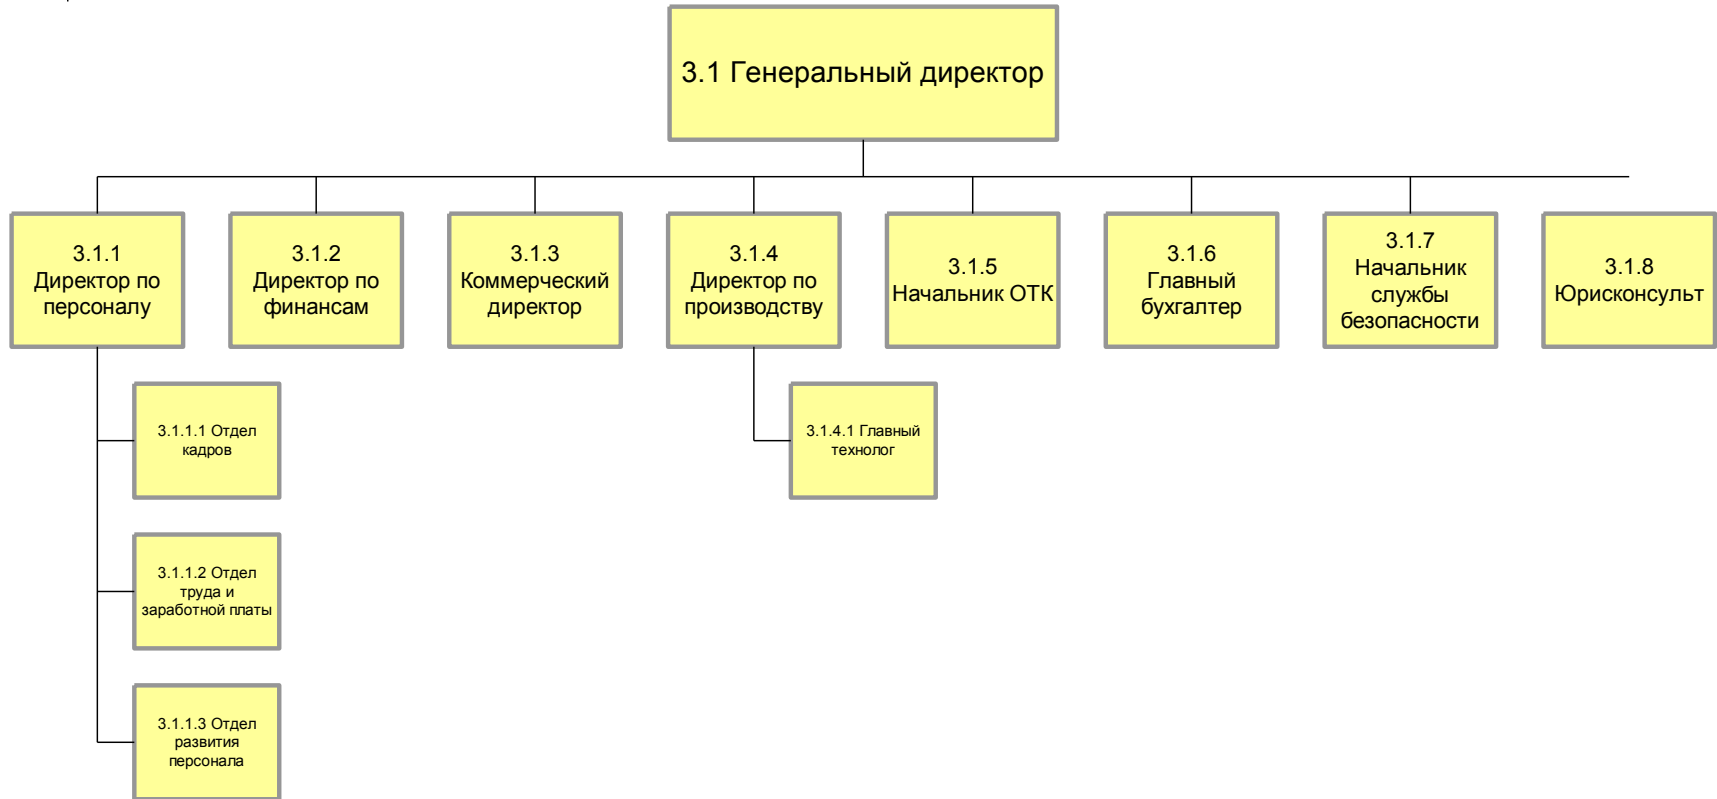 3.1 Генеральный директор
3.1.1
Директор по
персоналу
3.1.2
Директор по
финансам
3.1.3
Коммерческий
директор
3.1.4
Директор по
производству
3.1.5
Начальник ОТК
3.1.6
Главный
бухгалтер
3.1.7
Начальник
службы
безопасности
3.1.8
Юрисконсульт
3.1.1.1 Отдел
кадров
3.1.4.1 Главный
технолог
3.1.1.2 Отдел
труда и
заработной платы
3.1.1.3 Отдел
развития
персонала